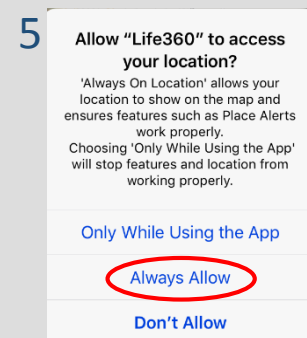 5
Allow “Life360” to access
your location?
'Always On Location' allows your
location to show on the map and
ensures features such as Place Alerts
work properly.
Choosing 'Only While Using the App'
will stop features and location from
working properly.
Only While Using the App
Always Allow
Don’t Allow